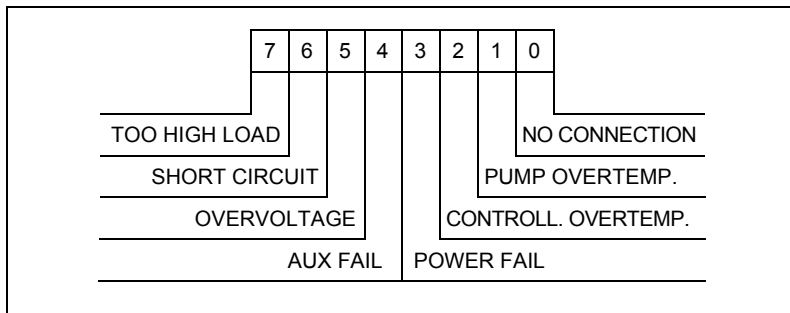 7 6 5 4 3 2 1 0
TOO HIGH LOAD NO CONNECTION
SHORT CIRCUIT PUMP OVERTEMP.
OVERVOLTAGE CONTROLL. OVERTEMP.
AUX FAIL POWER FAIL